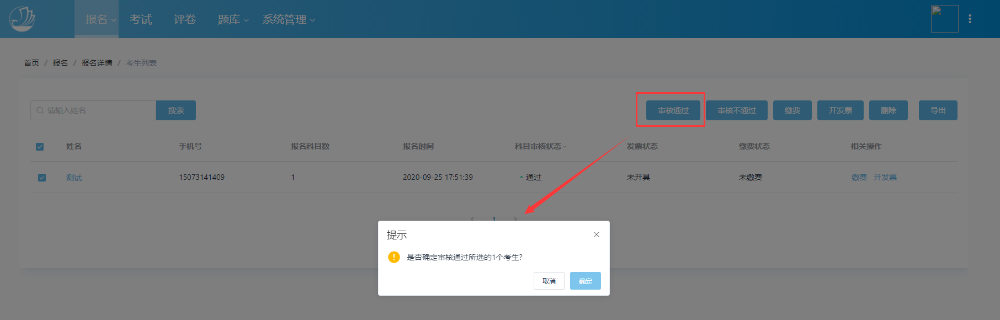 报名 考试 评卷 题库 系统管理
首页 / 报名 / 报名详情 / 考生列表
请输入姓名 搜索 审核通过 审核不通过 缴费 开发票 删除 导出
姓名 手机号 报名科目数 报名时间 科目审核状态 发票状态 缴费状态 相关操作
测试 15073141409 1 2020-09-25 17:51:39 通过 未开具 未缴费 缴费 开发票
1
提示
是否确定审核通过所选的1个考生?
取消 确定